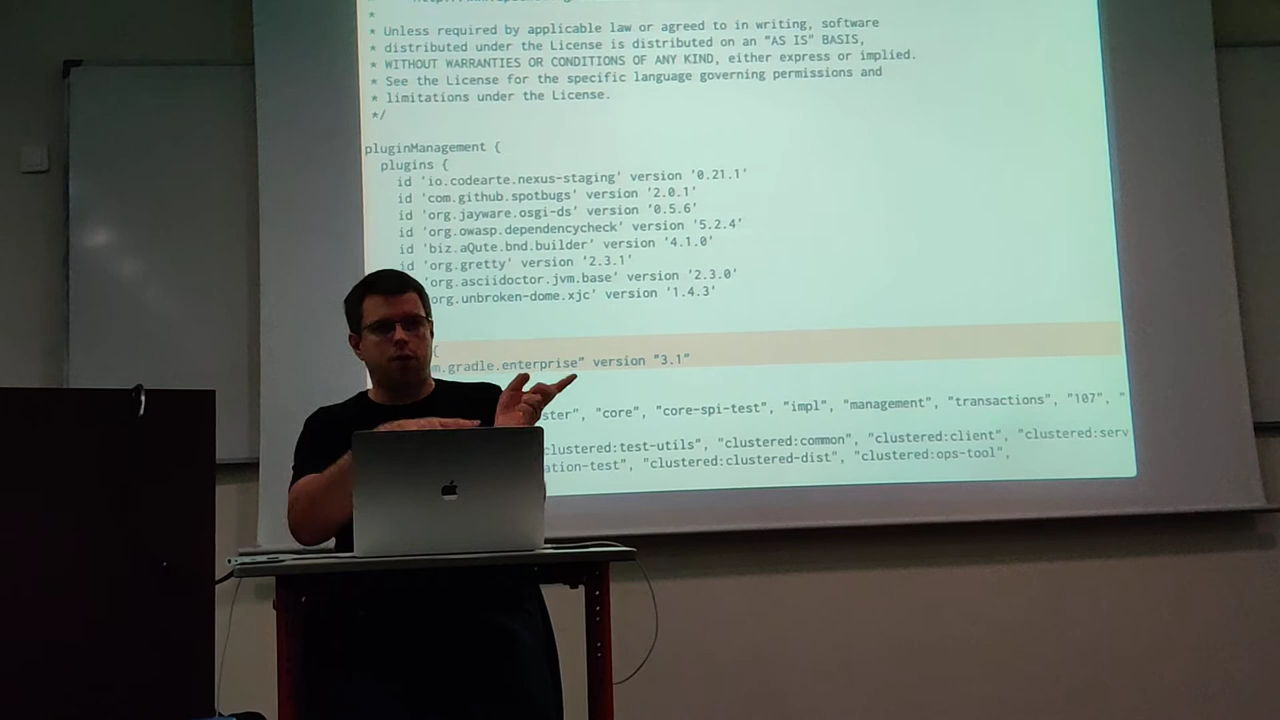 *
* Unless required by applicable law or agreed to in writing, software
* distributed under the License is distributed on an "AS IS" BASIS,
* WITHOUT WARRANTIES OR CONDITIONS OF ANY KIND, either express or implied.
* See the License for the specific language governing permissions and
* limitations under the License.
*/
pluginManagement {
plugins {
id 'io.codearte.nexus-staging' version '0.21.1'
id 'com.github.spotbugs' version '2.0.1'
id 'org.jayware.osgi-ds' version '0.5.6'
id 'org.owasp.dependencycheck' version '5.2.4'
id 'biz.aQute.bnd.builder' version '4.1.0'
id 'org.gretty' version '2.3.1'
'org.asciidoctor.jvm.base' version '2.3.0'
org.unbroken-dome.xjc' version '1.4.3'
{
m.gradle.enterprise" version "3.1"
ster", "core", "core-spi-test", "impl", "management", "transactions", "107", "
clustered:test-utils", "clustered:common", "clustered:client", "clustered:serv
ation-test", "clustered:clustered-dist", "clustered:ops-tool",